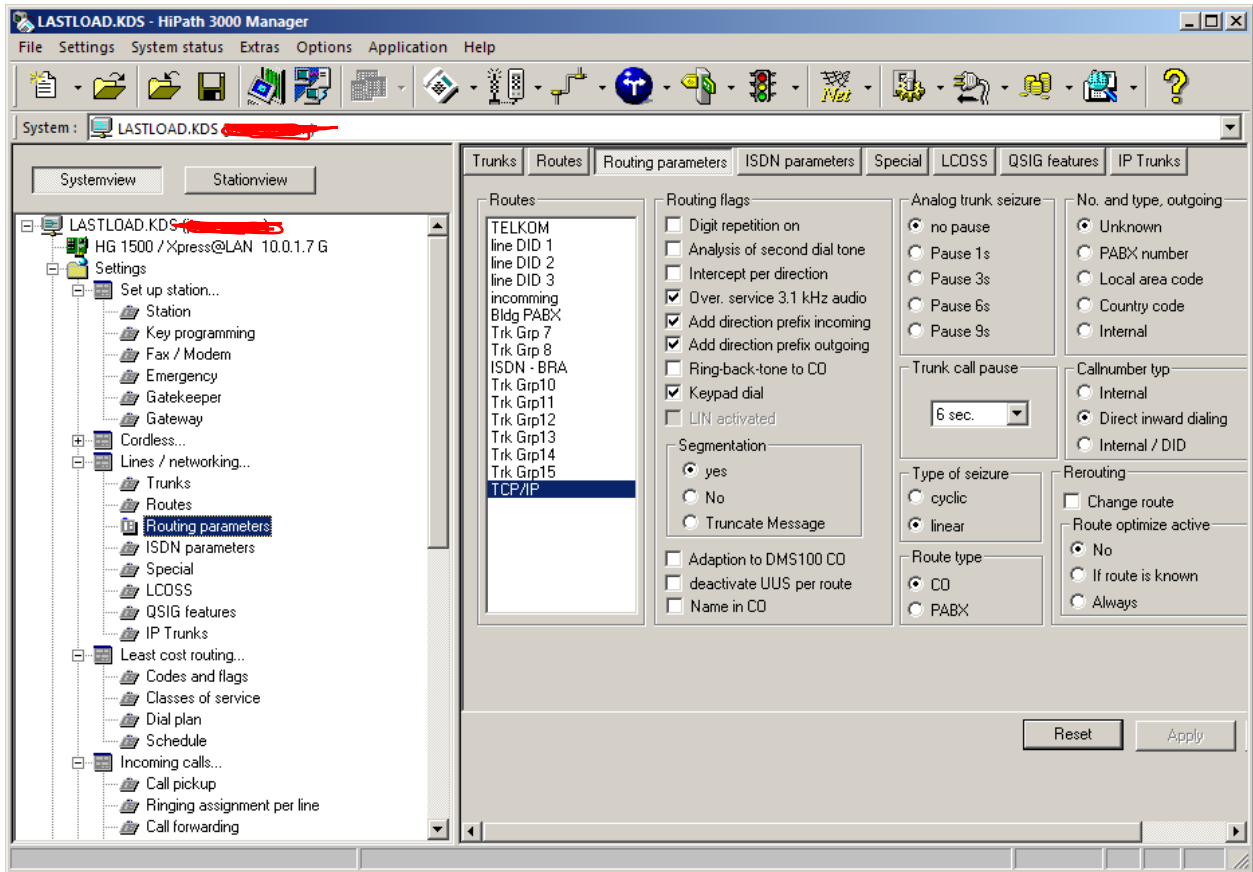 LASTLOAD.KDS - HiPath 3000 Manager
File Settings System status Extras Options Application Help
Net
System : LASTLOAD.KDS
Systemview Stationview
LASTLOAD.KDS
HG 1500 / Xpress@LAN 10.0.1.7 G
Settings
Set up station...
Station
Key programming
Fax / Modem
Emergency
Gatekeeper
Gateway
Cordless...
Lines / networking...
Trunks
Routes
Routing parameters
ISDN parameters
Special
LCOSS
QSIG features
IP Trunks
Least cost routing...
Codes and flags
Classes of service
Dial plan
Schedule
Incoming calls...
Call pickup
Ringing assignment per line
Call forwarding
Trunks Routes Routing parameters ISDN parameters Special LCOSS QSIG features IP Trunks
Routes
TELKOM
line DID 1
line DID 2
line DID 3
incomming
Bldg PABX
Trk Grp 7
Trk Grp 8
ISDN - BRA
Trk Grp10
Trk Grp11
Trk Grp12
Trk Grp13
Trk Grp14
Trk Grp15
TCP/IP
Routing flags
Digit repetition on
Analysis of second dial tone
Intercept per direction
Over. service 3.1 kHz audio
Add direction prefix incoming
Add direction prefix outgoing
Ring-back-tone to CO
Keypad dial
LIN activated
Segmentation
yes
No
Truncate Message
Adaption to DMS100 CO
deactivate UUS per route
Name in CO
Analog trunk seizure
no pause
Pause 1s
Pause 3s
Pause 6s
Pause 9s
Trunk call pause
6 sec.
Type of seizure
cyclic
linear
Route type
CO
PABX
No. and type, outgoing
Unknown
PABX number
Local area code
Country code
Internal
Callnumber typ
Internal
Direct inward dialing
Internal / DID
Rerouting
Change route
Route optimize active
No
If route is known
Always
Reset Apply